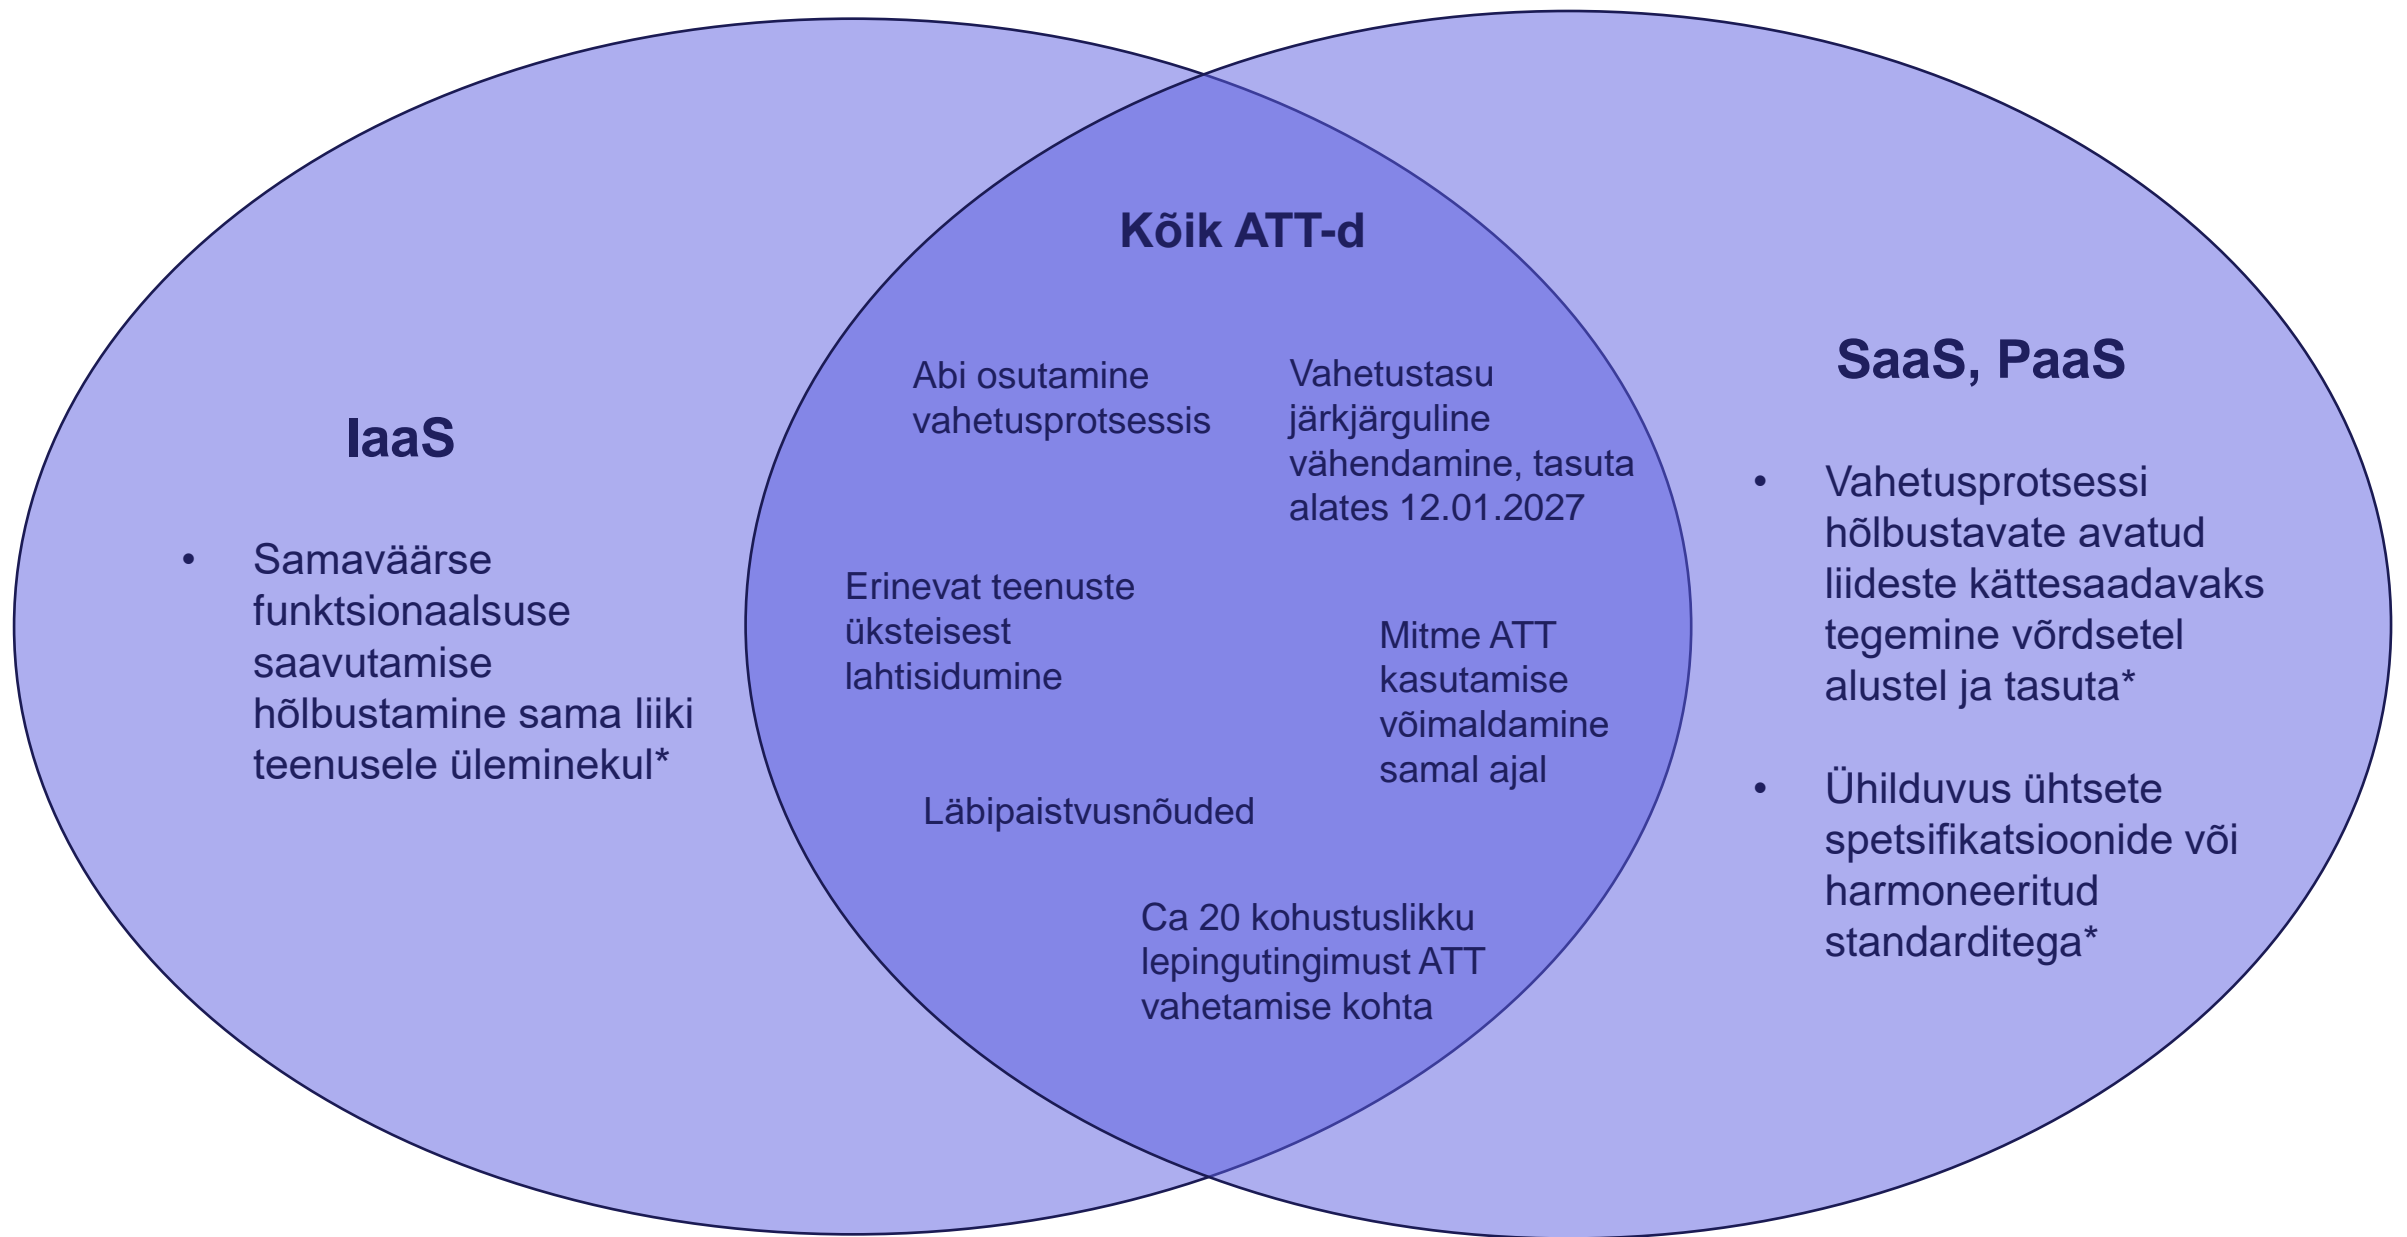 Kõik ATT-d
IaaS
• Samaväärse
funktsionaalsuse
saavutamise
hõlbustamine sama liiki
teenusele üleminekul*
Abi osutamine
vahetusprotsessis
Vahetustasu
järkjärguline
vähendamine, tasuta
alates 12.01.2027
Erinevat teenuste
üksteisest
lahtisidumine
Mitme ATT
kasutamise
võimaldamine
samal ajal
Läbipaistvusnõuded
Ca 20 kohustuslikku
lepingutingimust ATT
vahetamise kohta
SaaS, PaaS
• Vahetusprotsessi
hõlbustavate avatud
liideste kättesaadavaks
tegemine võrdsetel
alustel ja tasuta*
• Ühilduvus ühtsete
spetsifikatsioonide või
harmoneeritud
standarditega*